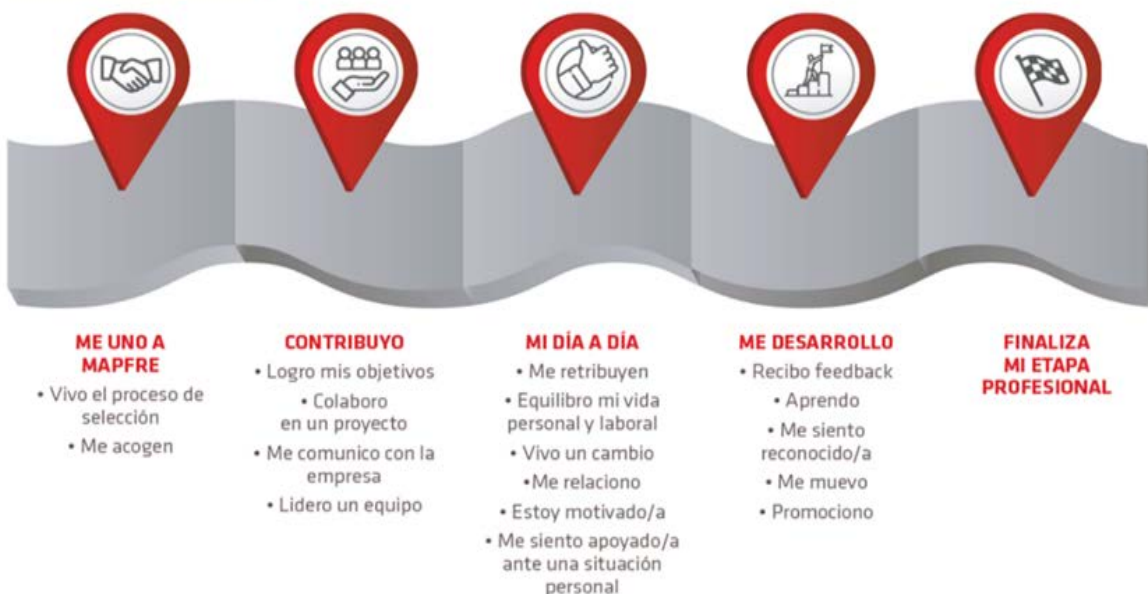 ME UNO A
MAPFRE
• Vivo el proceso de
selección
• Me acogen
CONTRIBUYO
• Logro mis objetivos
• Colaboro
en un proyecto
• Me comunico con la
empresa
• Lidero un equipo
MI DÍA A DÍA
• Me retribuyen
• Equilibro mi vida
personal y laboral
• Vivo un cambio
•Me relaciono
• Estoy motivado/a
• Me siento apoyado/a
ante una situación
personal
ME DESARROLLO
• Recibo feedback
• Aprendo
• Me siento
reconocido/a
• Me muevo
• Promociono
FINALIZA
MI ETAPA
PROFESIONAL